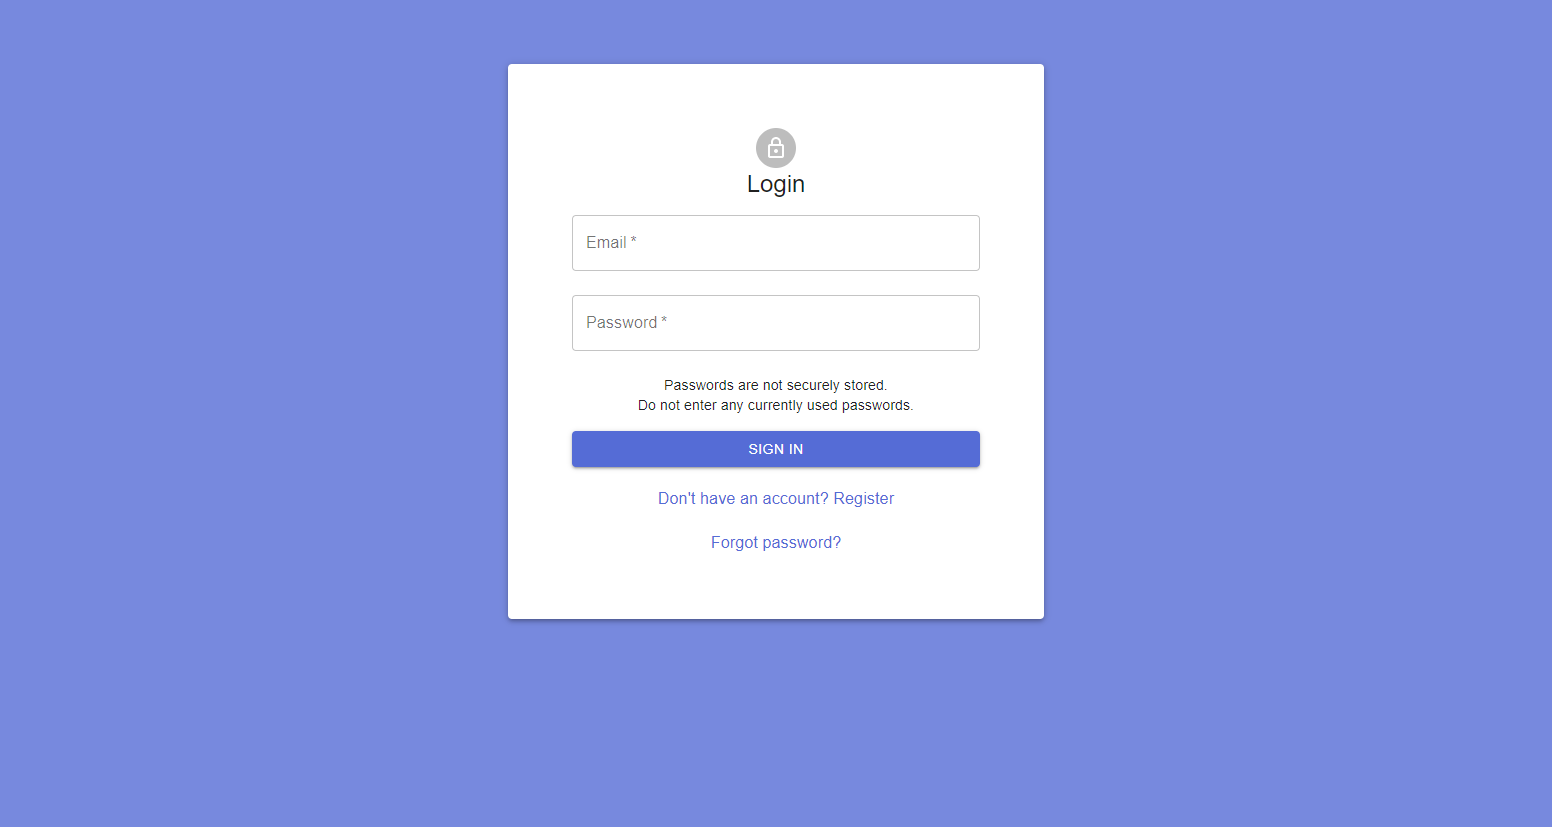 Login
Email *
Password *
Passwords are not securely stored.
Do not enter any currently used passwords.
SIGN IN
Don't have an account? Register
Forgot password?